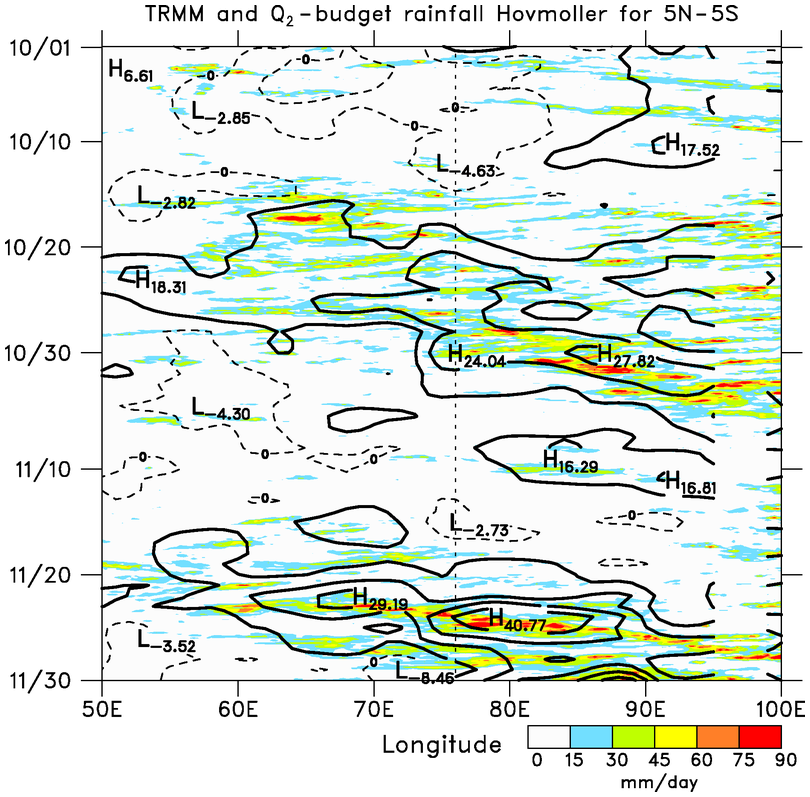 TRMM and Q2-budget rainfall Hovmoller for 5N-5S
10/01
H6.61
0
0
L-2.85
0
0
10/10
H17.52
L-4.63
0
L-2.82
10/20
H18.31
10/30
H24.04
H27.82
L-4.30
0
0
0
11/10
H16.29
H16.81
0
L-2.73
0
11/20
H29.19
H40.77
L-3.52
0
L-8.46
11/30
50E 60E 70E 80E 90E 100E
Longitude
0 15 30 45 60 75 90
mm/day